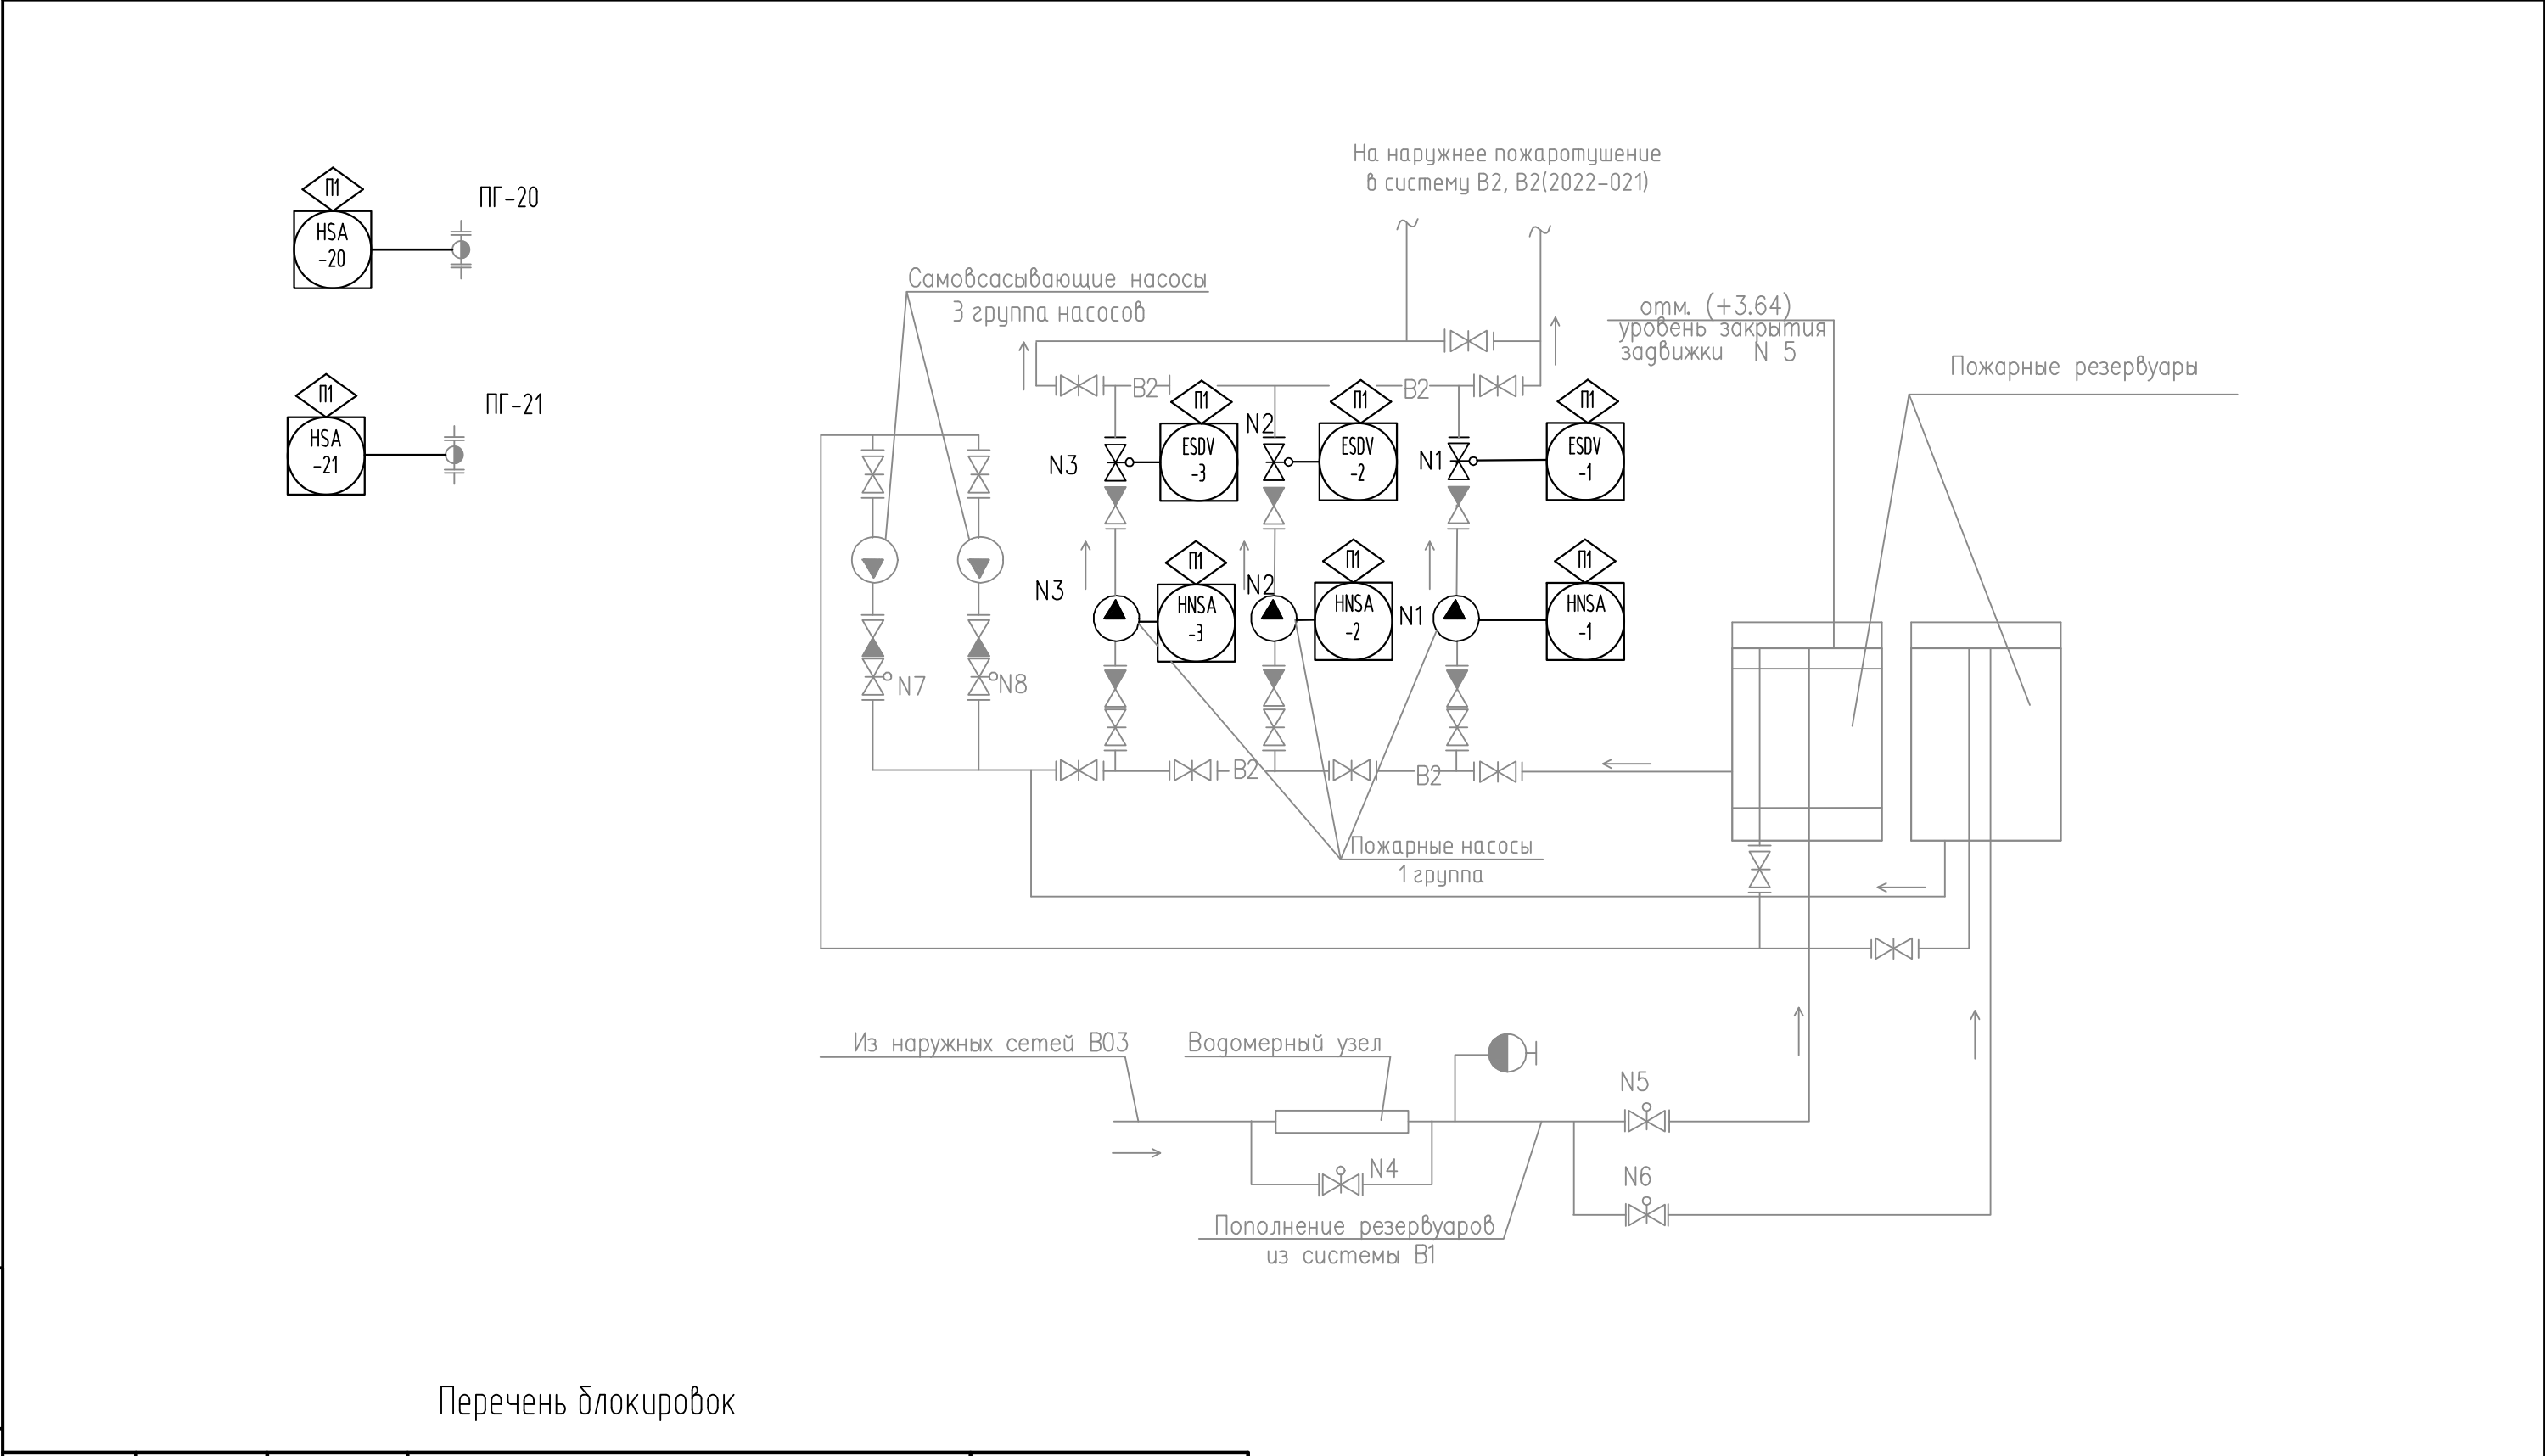 На наружнее пожаротушение
в систему В2, В2(2022-021)
П1
HSA
-20
ПГ-20
Самовсасывающие насосы
3 группа насосов
отм. (+3.64)
уровень закрытия
задвижки N 5
Пожарные резервуары
П1
HSA
-21
ПГ-21
В2
В2
П1
П1
П1
N3
ESDV
-3
N2
ESDV
-2
N1
ESDV
-1
П1
П1
П1
N3
HNSA
-3
N2
HNSA
-2
N1
HNSA
-1
N7
N8
В2
В2
Пожарные насосы
1 группа
Из наружных сетей В03
Водомерный узел
N5
N4
N6
Пополнение резервуаров
из системы В1
Перечень блокировок